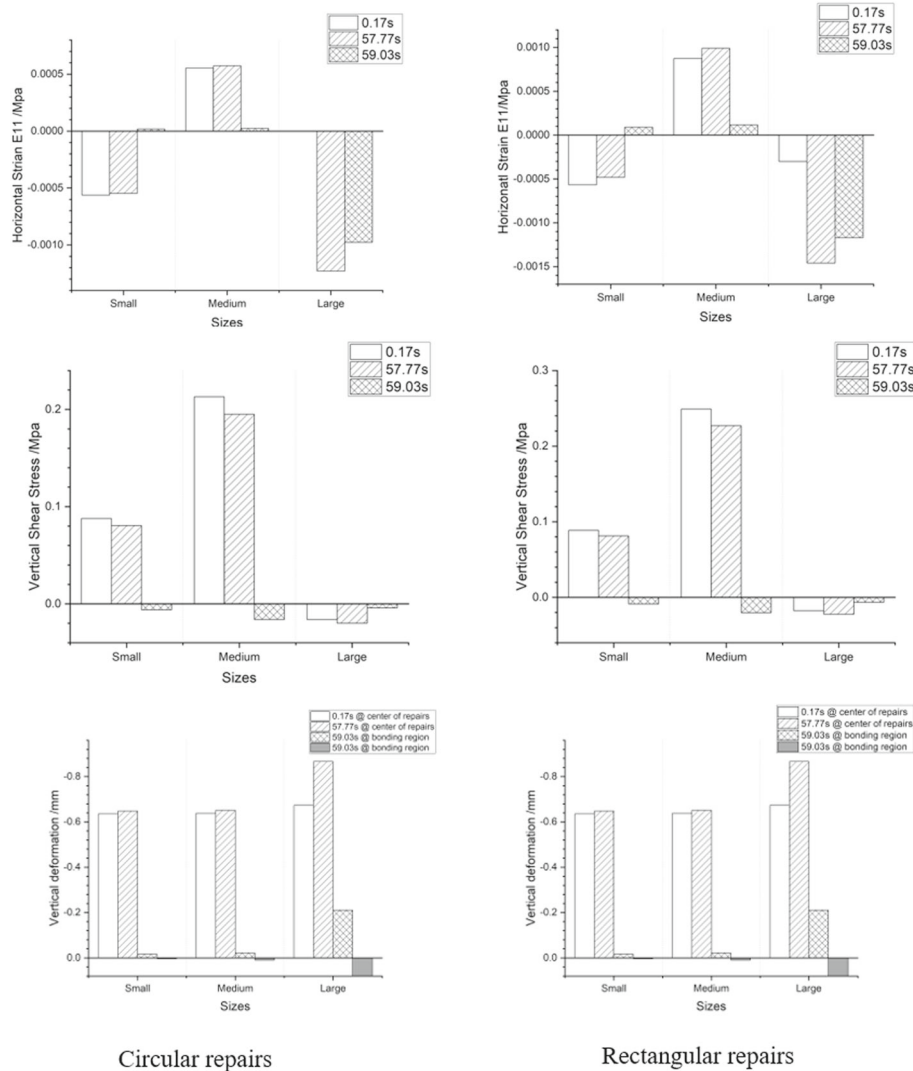 0.17s
57.77s
59.03s
0.0005
0.0000
-0.0005
-0.0010
Horizontal Strian E11 /Mpa
Small Medium Large
Sizes
0.17s
57.77s
59.03s
0.0010
0.0005
0.0000
-0.0005
-0.0010
-0.0015
Horizonatl Strain E11/Mpa
Small Medium Large
Sizes
0.17s
57.77s
59.03s
0.2
0.1
0.0
Vertical Shear Stress /Mpa
Small Medium Large
Sizes
0.17s
57.77s
59.03s
0.3
0.2
0.1
0.0
-0.1
Vertical Shear Stress /Mpa
Small Medium Large
Sizes
0.17s @ center of repairs
57.77s @ center of repairs
59.03s @ bonding region
59.03s @ bonding region
-0.8
-0.6
-0.4
-0.2
0.0
Vertical deformation /mm
Small Medium Large
Sizes
0.17s @ center of repairs
57.77s @ center of repairs
59.03s @ bonding region
59.03s @ bonding region
-0.8
-0.6
-0.4
-0.2
0.0
Vertical deformation /mm
Small Medium Large
Sizes
Circular repairs
Rectangular repairs